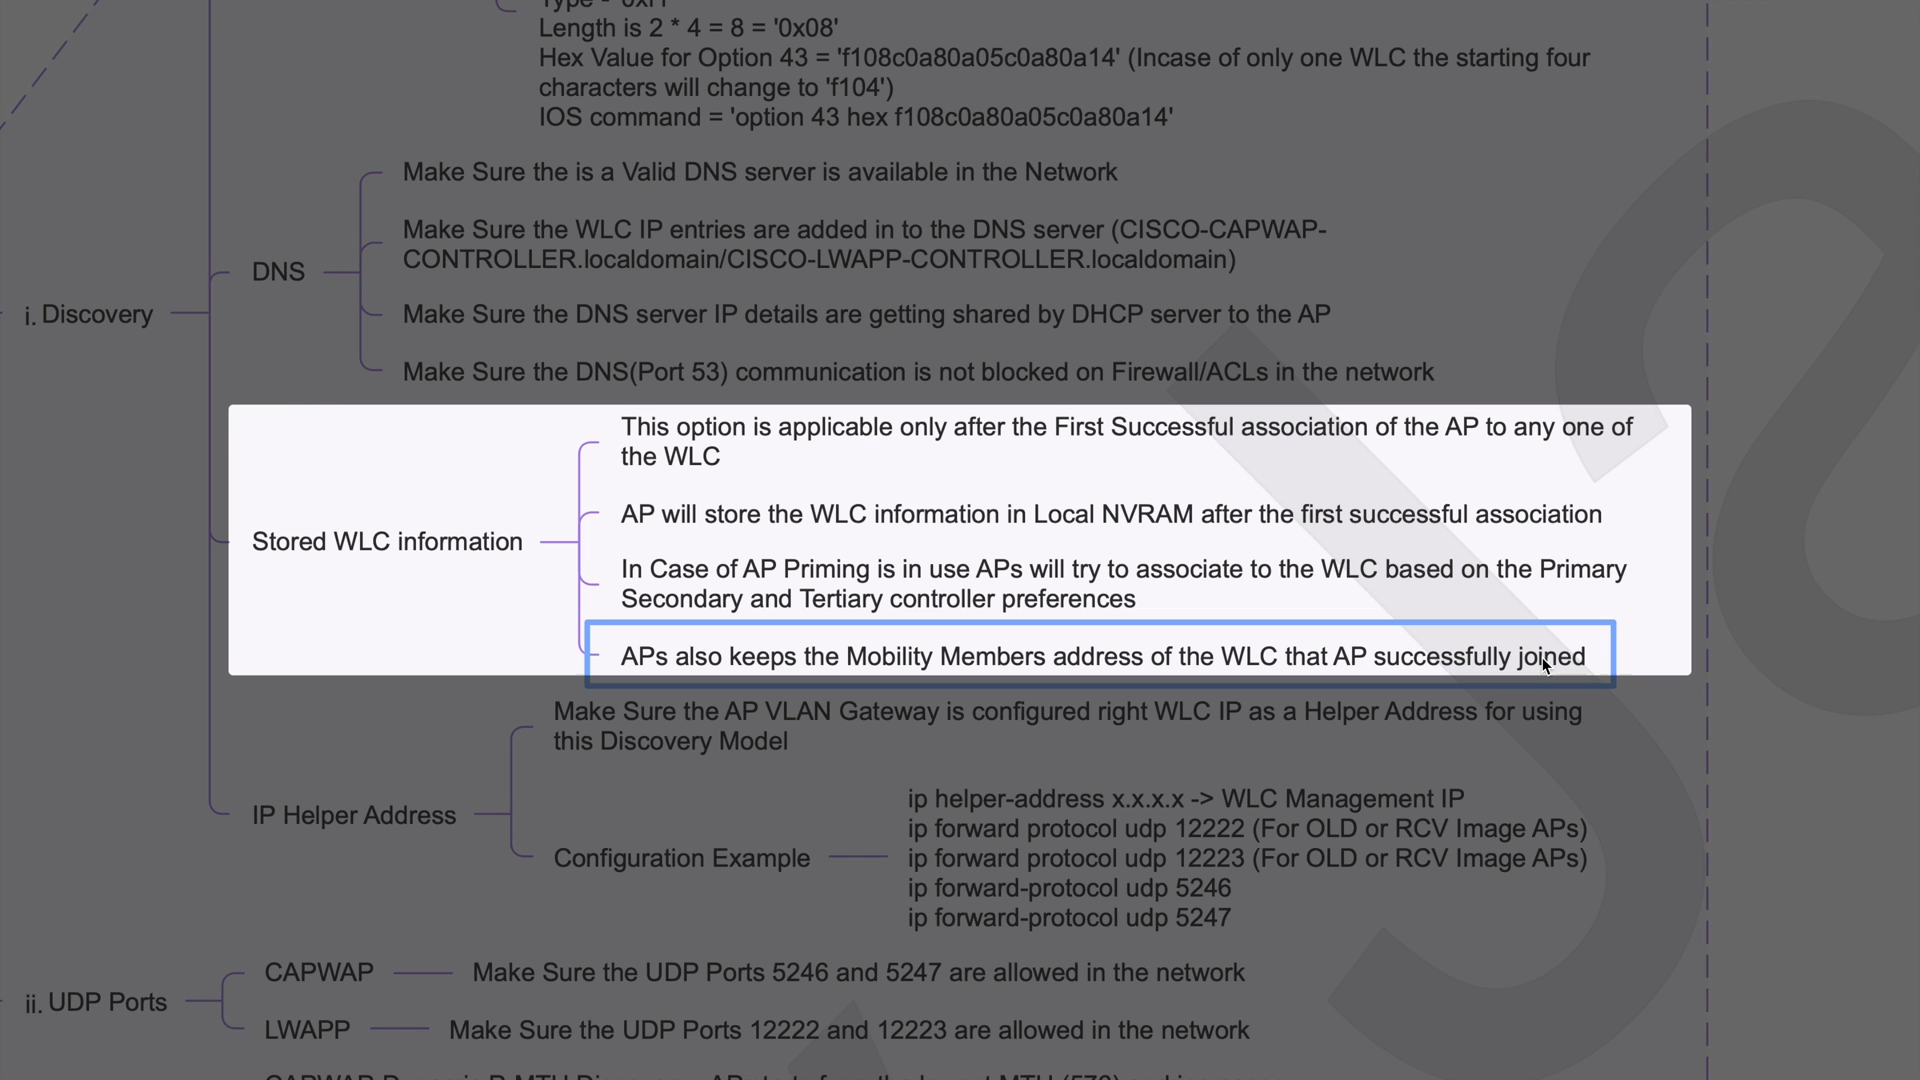 Length is 2 * 4 = 8 = '0x08'
Hex Value for Option 43 = 'f108c0a80a05c0a80a14' (Incase of only one WLC the starting four
characters will change to 'f104')
IOS command = 'option 43 hex f108c0a80a05c0a80a14'
i. Discovery
DNS
Make Sure the is a Valid DNS server is available in the Network
Make Sure the WLC IP entries are added in to the DNS server (CISCO-CAPWAP-
CONTROLLER.localdomain/CISCO-LWAPP-CONTROLLER.localdomain)
Make Sure the DNS server IP details are getting shared by DHCP server to the AP
Make Sure the DNS(Port 53) communication is not blocked on Firewall/ACLs in the network
Stored WLC information
This option is applicable only after the First Successful association of the AP to any one of
the WLC
AP will store the WLC information in Local NVRAM after the first successful association
In Case of AP Priming is in use APs will try to associate to the WLC based on the Primary
Secondary and Tertiary controller preferences
APs also keeps the Mobility Members address of the WLC that AP successfully joined
IP Helper Address
Make Sure the AP VLAN Gateway is configured right WLC IP as a Helper Address for using
this Discovery Model
Configuration Example
ip helper-address x.x.x.x -> WLC Management IP
ip forward protocol udp 12222 (For OLD or RCV Image APs)
ip forward protocol udp 12223 (For OLD or RCV Image APs)
ip forward-protocol udp 5246
ip forward-protocol udp 5247
ii. UDP Ports
CAPWAP
Make Sure the UDP Ports 5246 and 5247 are allowed in the network
LWAPP
Make Sure the UDP Ports 12222 and 12223 are allowed in the network